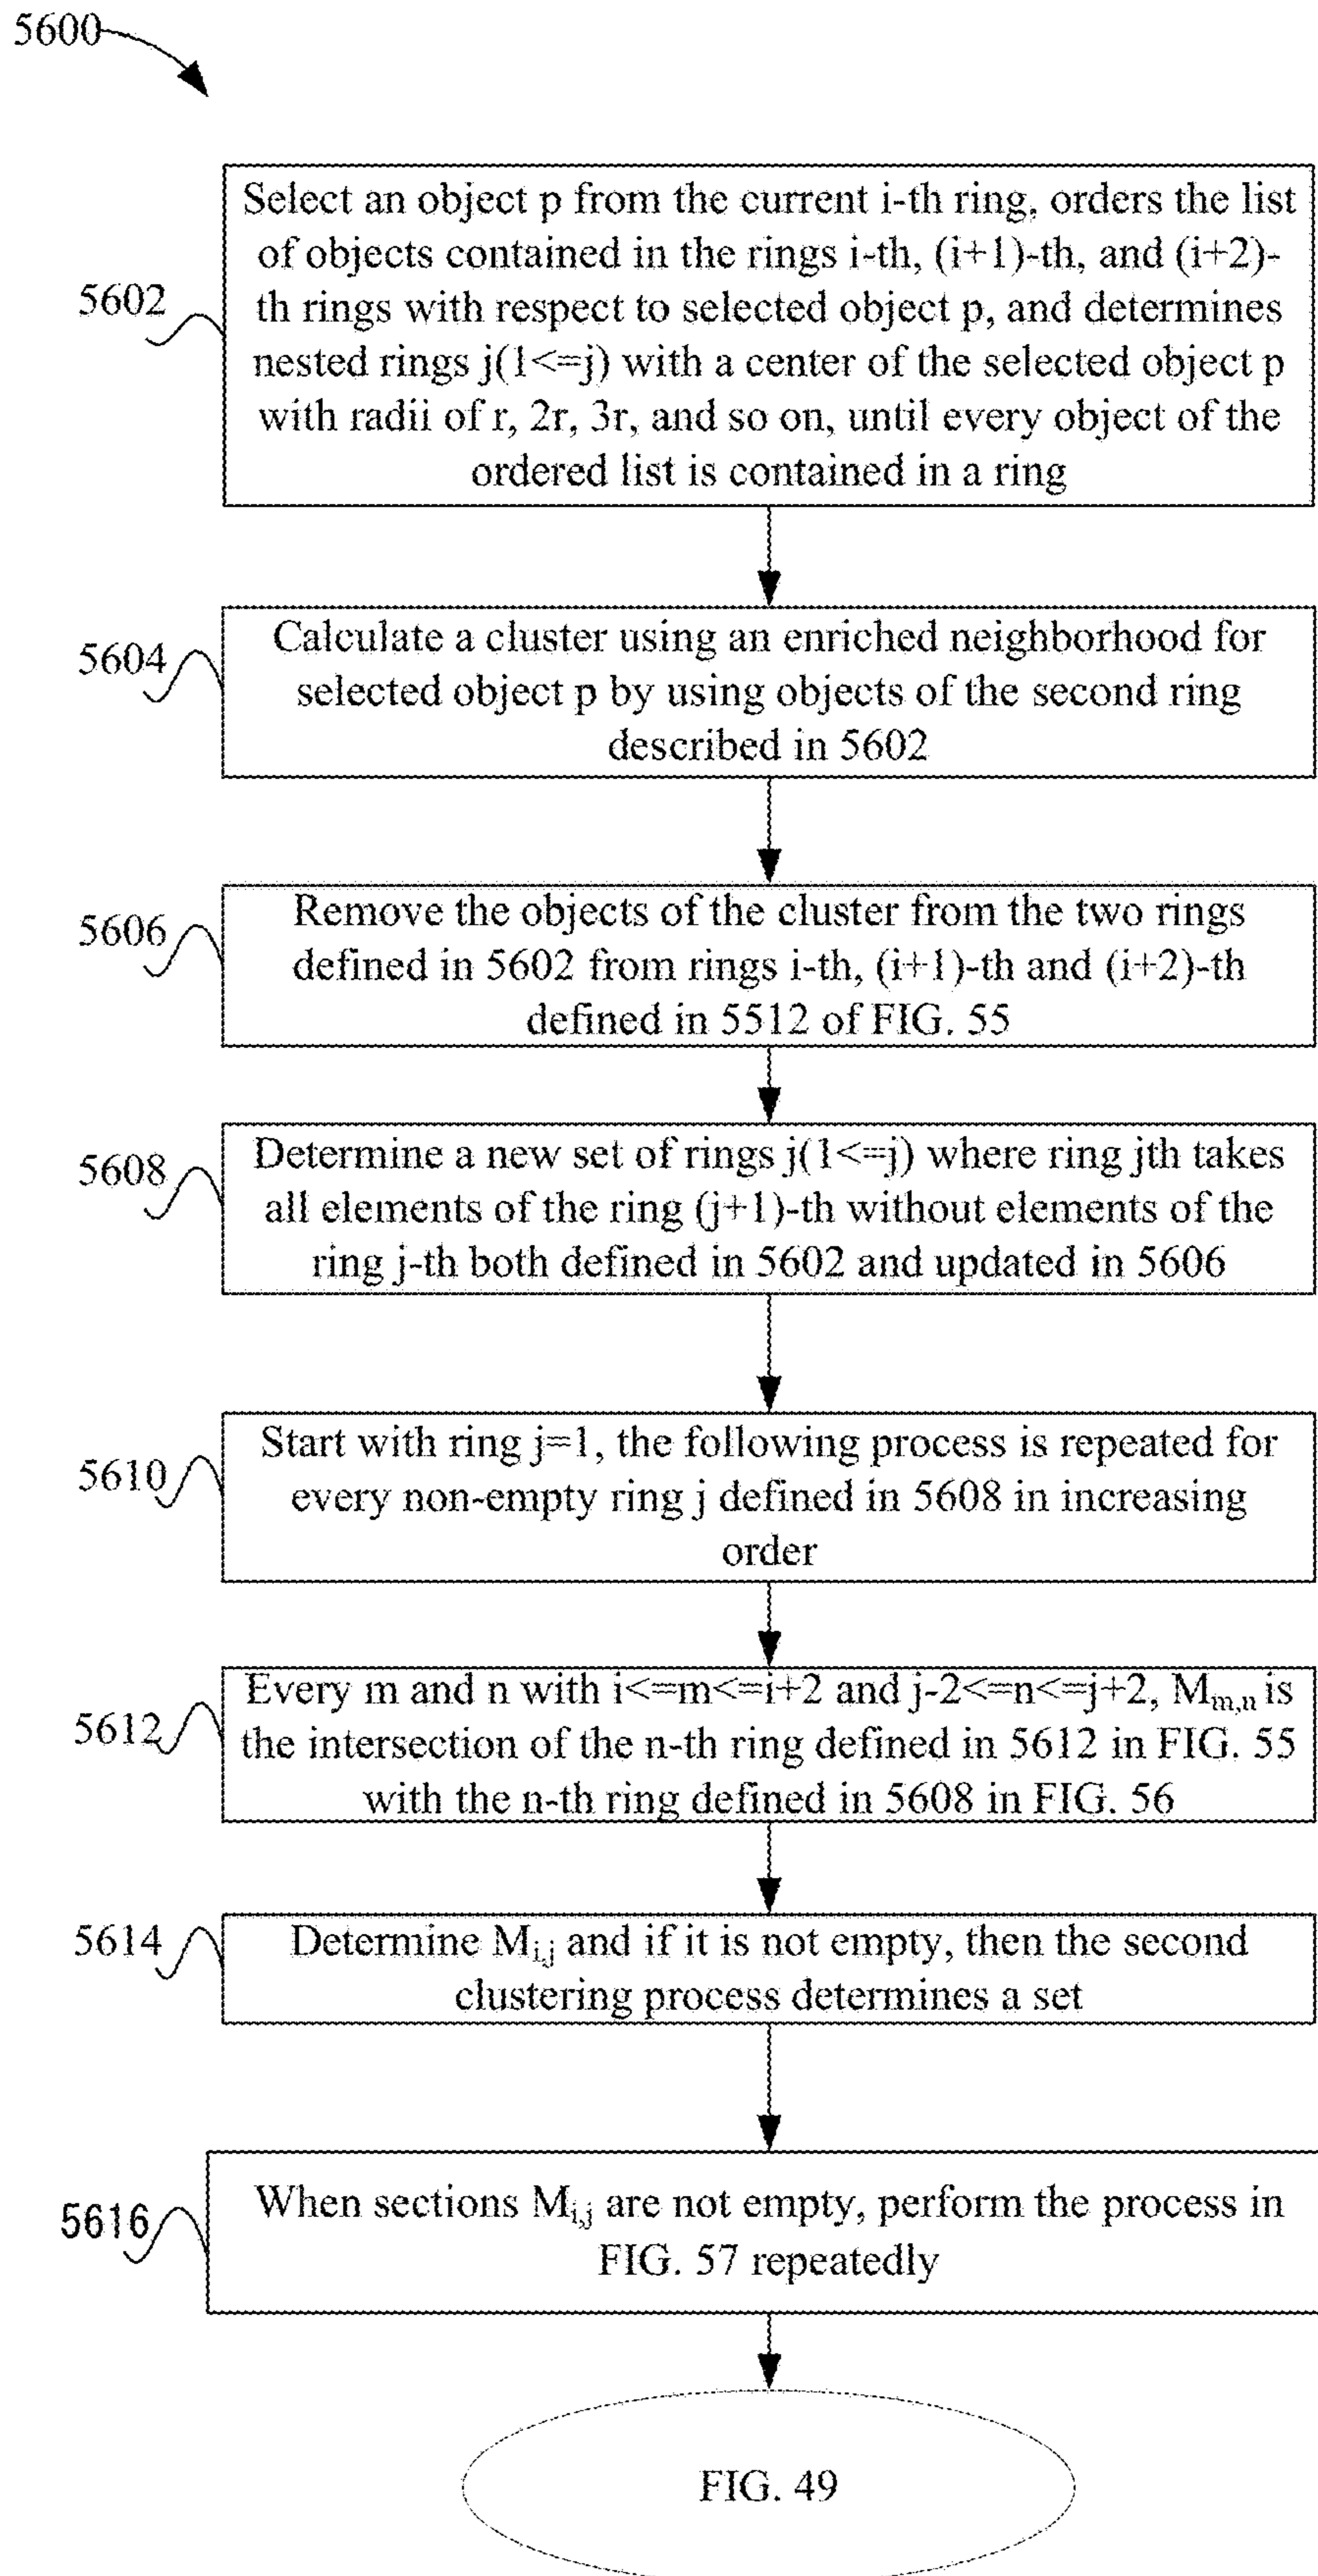 5600
5602
Select an object p from the current i-th ring, orders the list
of objects contained in the rings i-th, (i+1)-th, and (i+2)-
th rings with respect to selected object p, and determines
nested rings j(1<=j) with a center of the selected object p
with radii of r, 2r, 3r, and so on, until every object of the
ordered list is contained in a ring
5604
Calculate a cluster using an enriched neighborhood for
selected object p by using objects of the second ring
described in 5602
5606
Remove the objects of the cluster from the two rings
defined in 5602 from rings i-th, (i+1)-th and (i+2)-th
defined in 5512 of FIG. 55
5608
Determine a new set of rings j(1<=j) where ring jth takes
all elements of the ring (j+1)-th without elements of the
ring j-th both defined in 5602 and updated in 5606
5610
Start with ring j=1, the following process is repeated for
every non-empty ring j defined in 5608 in increasing
order
5612
Every m and n with i<=m<=i+2 and j-2<=n<=j+2, Mm,n is
the intersection of the n-th ring defined in 5612 in FIG. 55
with the n-th ring defined in 5608 in FIG. 56
5614
Determine Mi,j and if it is not empty, then the second
clustering process determines a set
5616
When sections Mi,j are not empty, perform the process in
FIG. 57 repeatedly
FIG. 49